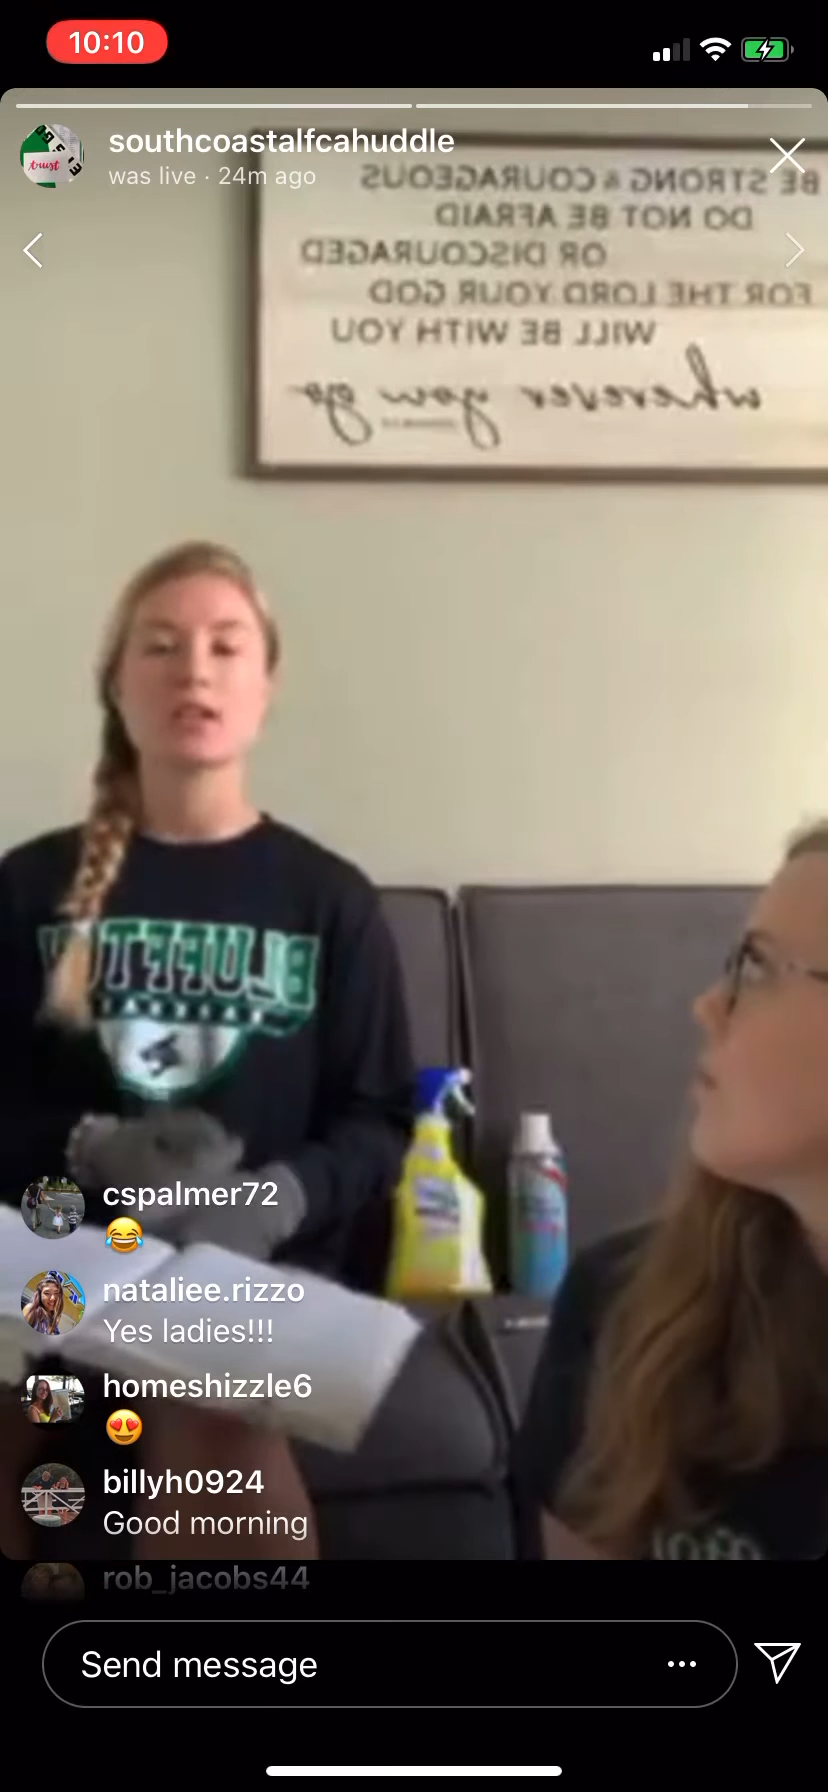 10:10
southcoastalfcahuddle
was live · 24m ago
trust
BE STRONG & COURAGEOUS
DO NOT BE AFRAID
OR DISCOURAGED
FOR THE LORD YOUR GOD
WILL BE WITH YOU
wherever you go
BLUFFTO
cspalmer72
😂
nataliee.rizzo
Yes ladies!!!
homeshizzle6
😍
billyh0924
Good morning
rob_jacobs44
Send message